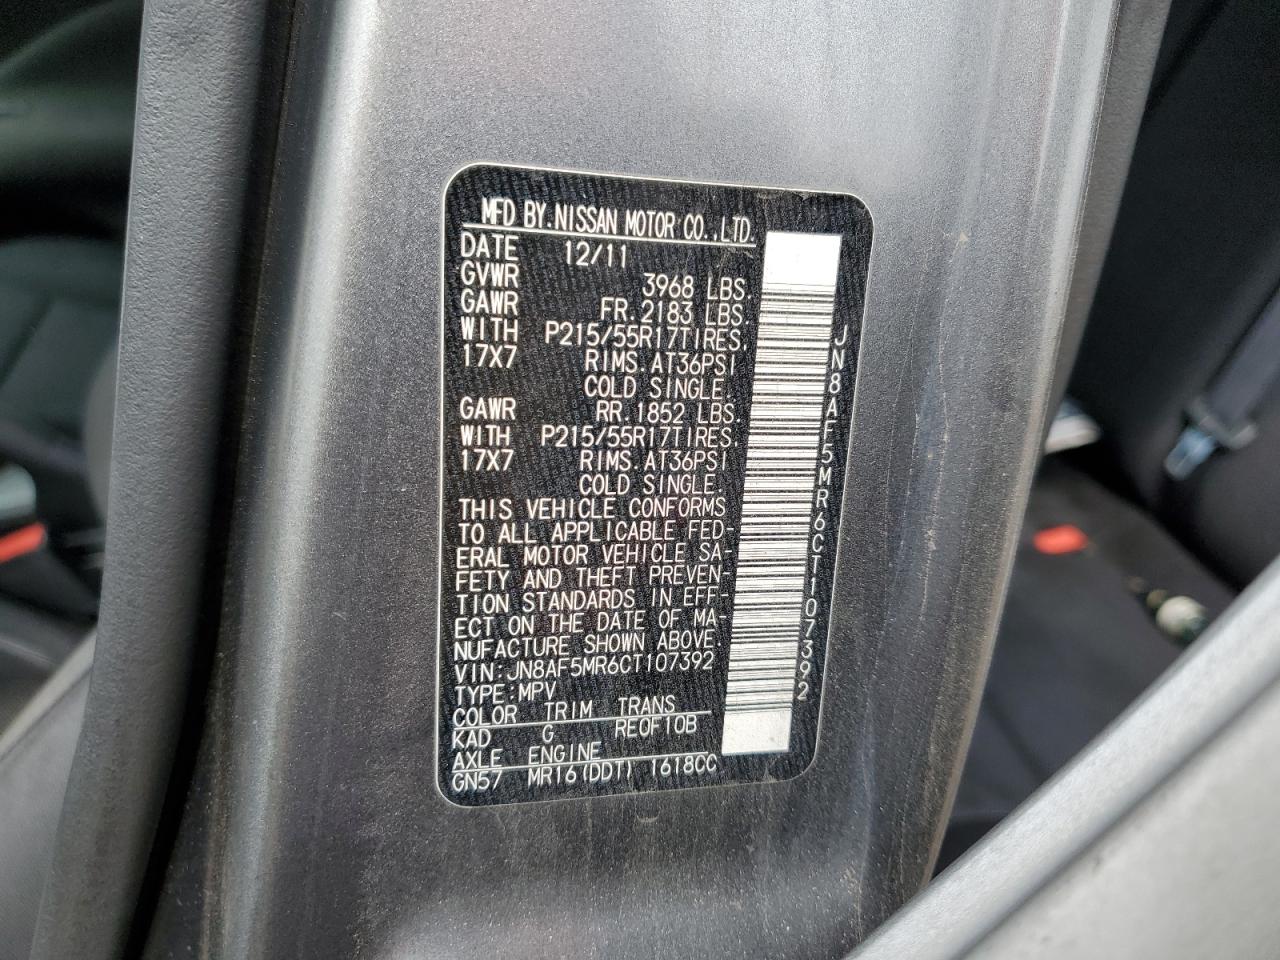 MFD BY.NISSAN MOTOR CO.,LTD.
DATE 12/11
GVWR 3968 LBS.
GAWR FR.2183 LBS.
WITH P215/55R17TIRES.
17X7 RIMS.AT36PSI
COLD SINGLE.
GAWR RR.1852 LBS.
WITH P215/55R17TIRES.
17X7 RIMS.AT36PSI
COLD SINGLE.
THIS VEHICLE CONFORMS
TO ALL APPLICABLE FED-
ERAL MOTOR VEHICLE SA-
FETY AND THEFT PREVEN-
TION STANDARDS IN EFF-
ECT ON THE DATE OF MA-
NUFACTURE SHOWN ABOVE.
VIN:JN8AF5MR6CT107392
TYPE:MPV
COLOR TRIM TRANS
KAD G RE0F10B
AXLE ENGINE
GN57 MR16(DDT) 1618CC
JN8AF5MR6CT107392